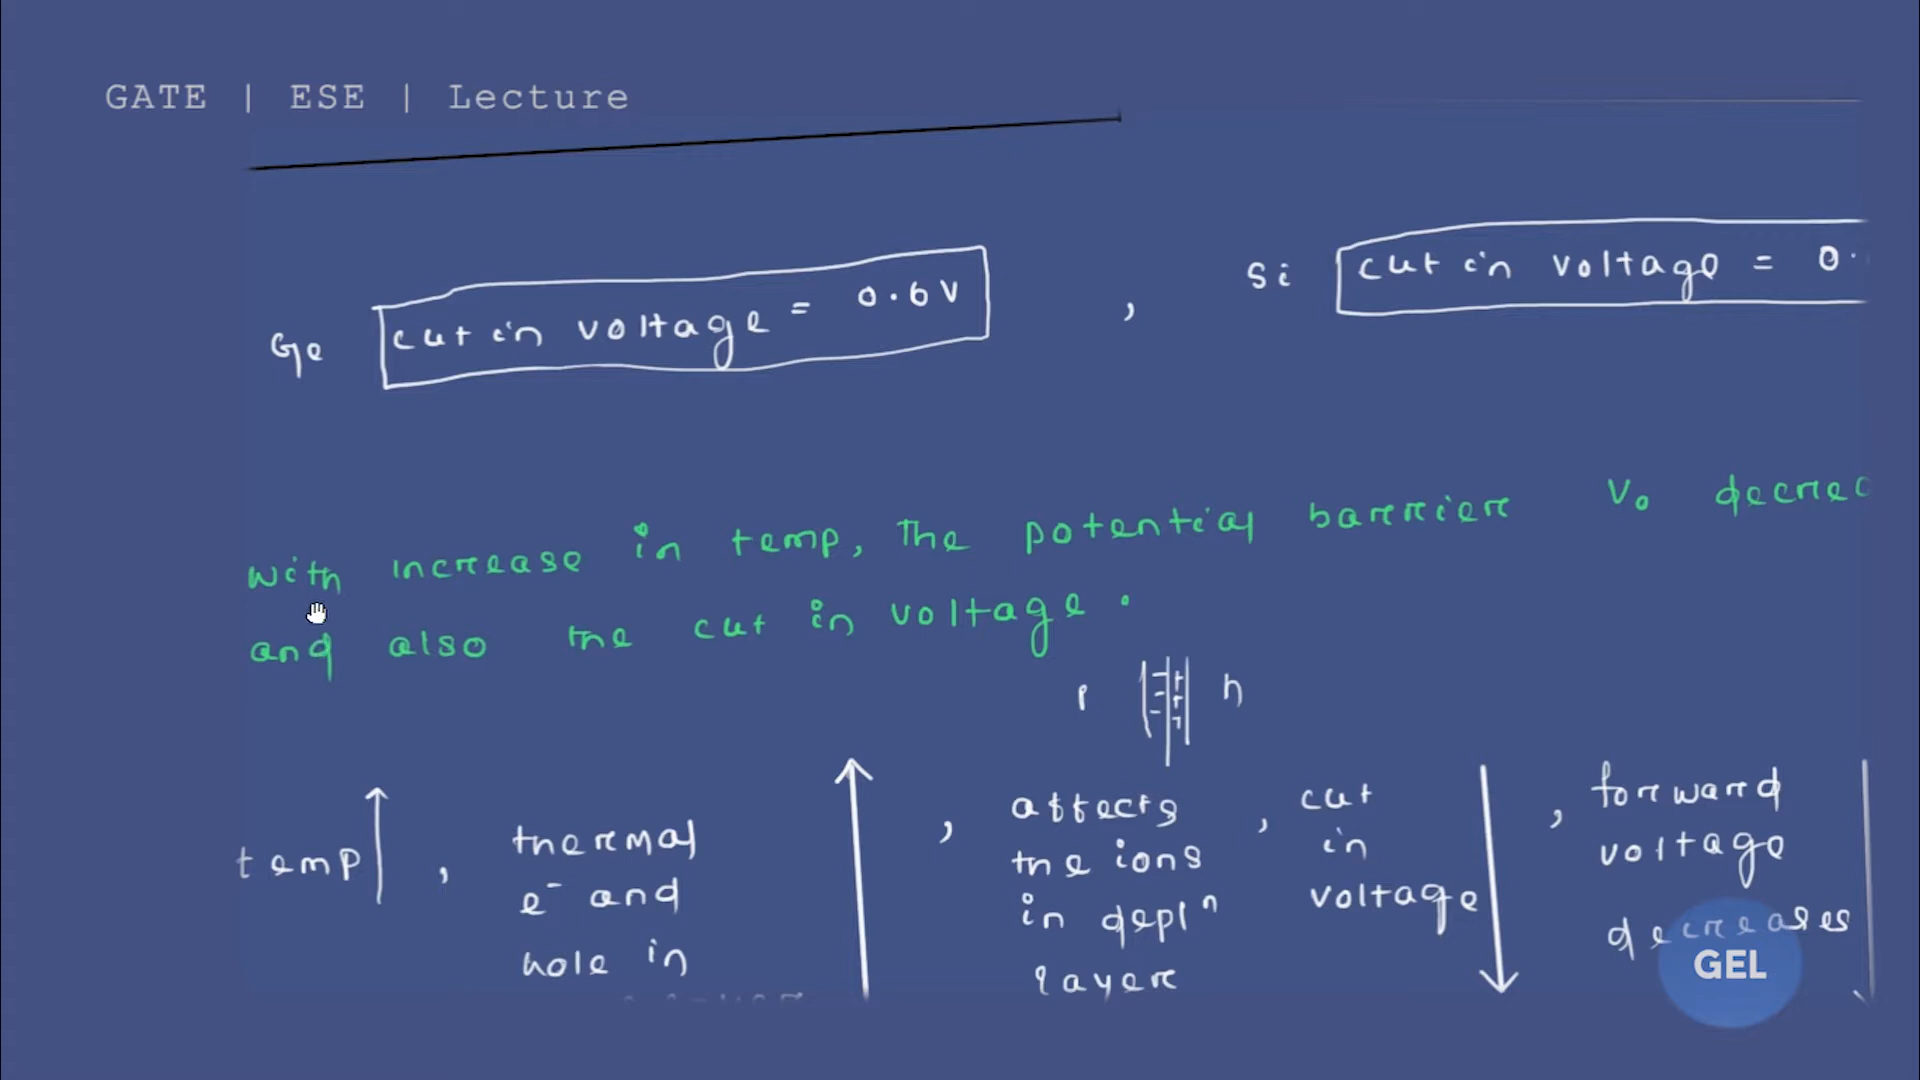 GATE | ESE | Lecture
Ge cut in voltage = 0.6 V , Si cut in voltage = 0.
with increase in temp, the potential barrier V₀ decrea
and also the cut in voltage .
P n
temp , thermal e⁻ and hole in , affects the ions in deplⁿ layer , cut in voltage , forward voltage decreases
GEL